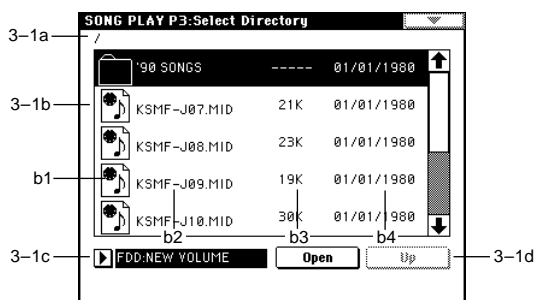 SONG PLAY P3:Select Directory
3-1a
/
'90 SONGS ----- 01/01/1980
3-1b
KSMF-J07.MID 21K 01/01/1980
KSMF-J08.MID 23K 01/01/1980
b1
KSMF-J09.MID 19K 01/01/1980
KSMF-J10.MID 30K 01/01/1980
b2 b3 b4
3-1c
FDD:NEW VOLUME Open Up
3-1d